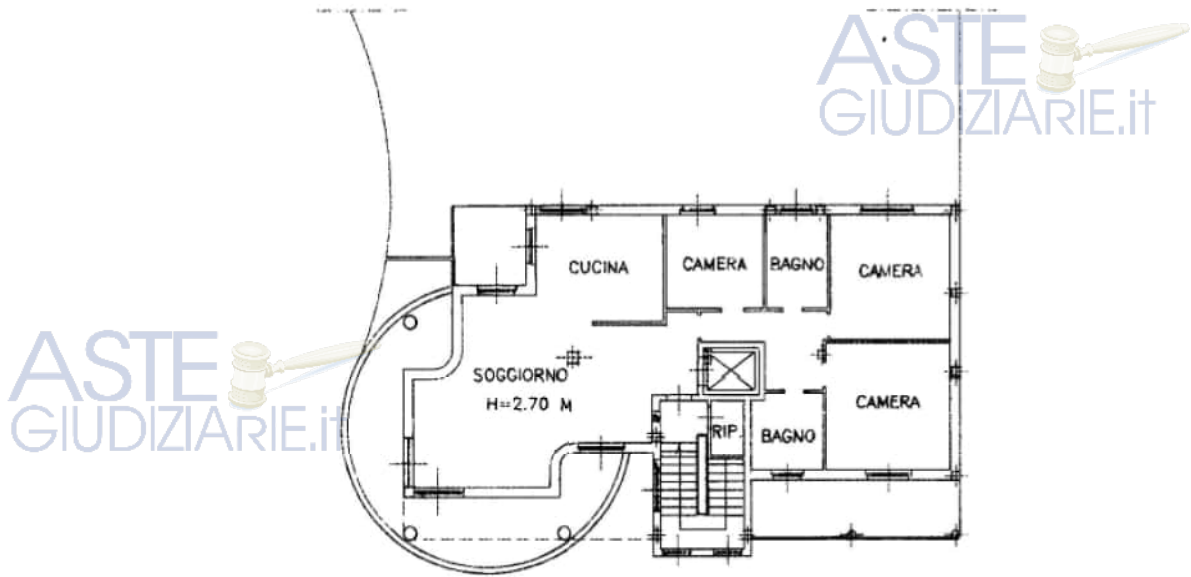 ASTE
GIUDIZIARIE.it
CUCINA
CAMERA
BAGNO
CAMERA
ASTE
GIUDIZIARIE.it
SOGGIORNO
H=2.70 M
CAMERA
RIP.
BAGNO